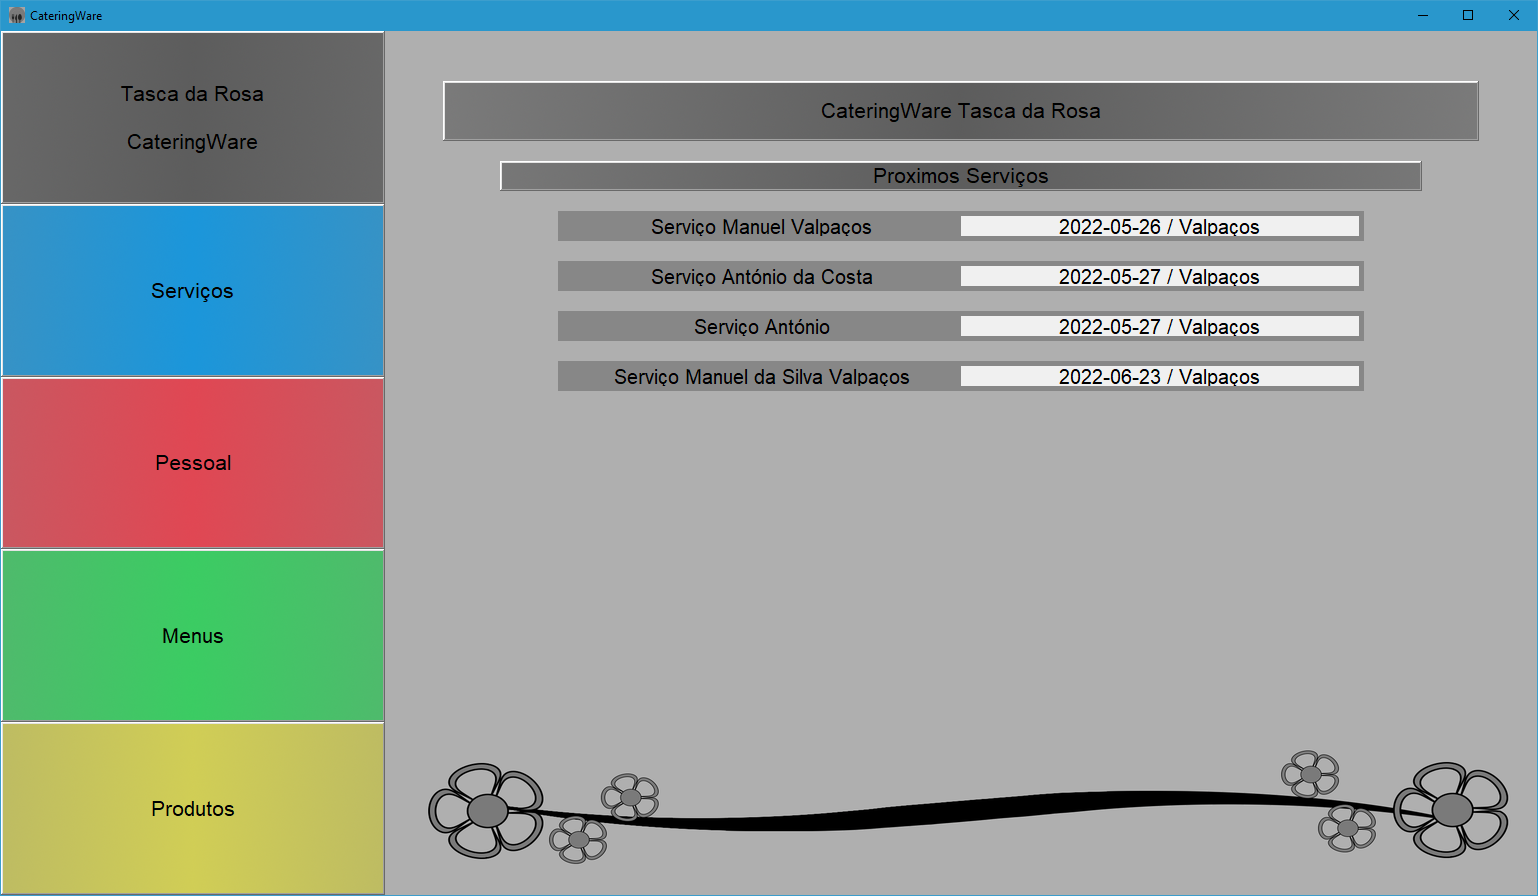 CateringWare
Tasca da Rosa
CateringWare
Serviços
Pessoal
Menus
Produtos
CateringWare Tasca da Rosa
Proximos Serviços
Serviço Manuel Valpaços 2022-05-26 / Valpaços
Serviço António da Costa 2022-05-27 / Valpaços
Serviço António 2022-05-27 / Valpaços
Serviço Manuel da Silva Valpaços 2022-06-23 / Valpaços